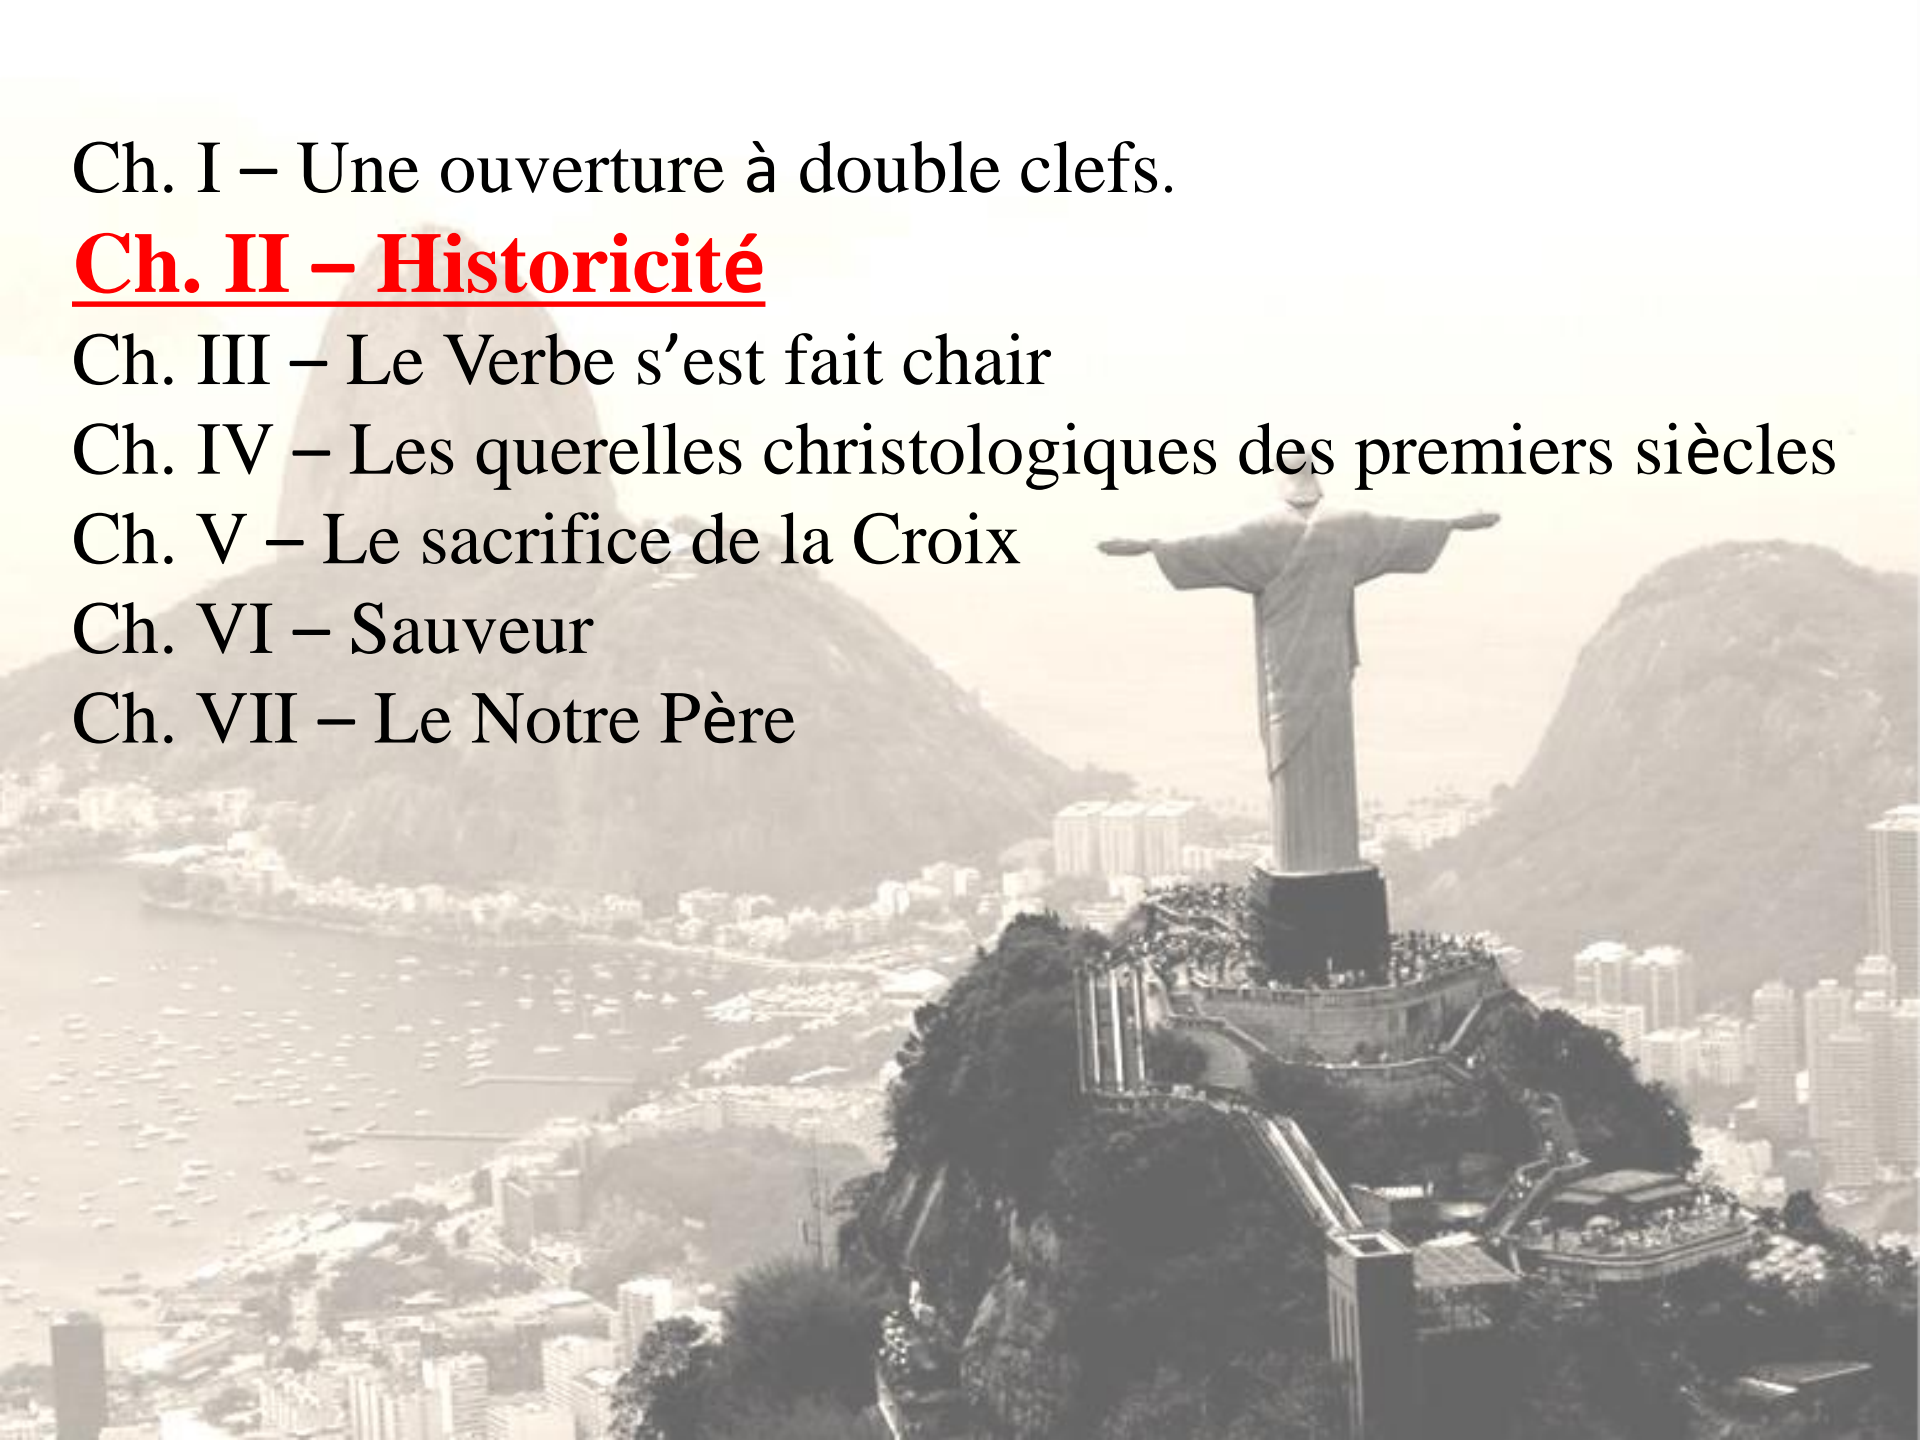 Ch. I – Une ouverture à double clefs.
Ch. II – Historicité
Ch. III – Le Verbe s’est fait chair
Ch. IV – Les querelles christologiques des premiers siècles
Ch. V – Le sacrifice de la Croix
Ch. VI – Sauveur
Ch. VII – Le Notre Père